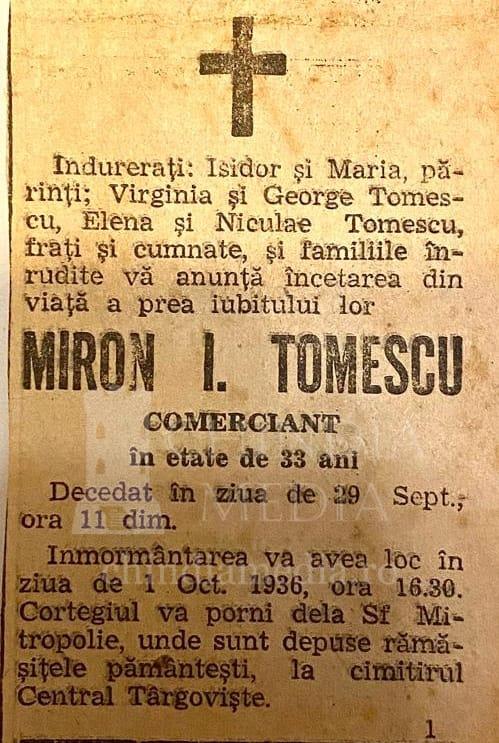 Indurerați: Isidor și Maria, pă-
rinți; Virginia și George Tomes-
cu, Elena și Niculae Tomescu,
frați și cumnate, și familiile în-
rudite vă anunță încetarea din
viață a prea iubitului lor
MIRON I. TOMESCU
COMERCIANT
în etate de 33 ani
Decedat în ziua de 29 Sept.,
ora 11 dim.
Inmormântarea va avea loc în
ziua de 1 Oct. 1936, ora 16.30.
Cortegiul va porni dela Sf Mi-
tropolie, unde sunt depuse rămă-
șițele pământești, la cimitirul
Central Târgoviște.
1
MEDIA